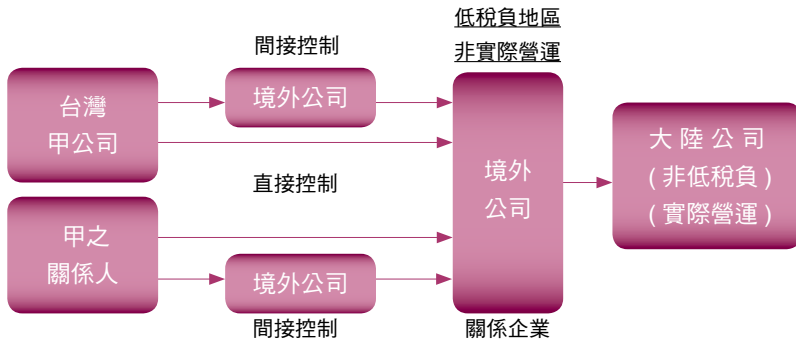 低稅負地區
非實際營運
間接控制
台灣
甲公司
境外公司
直接控制
甲之
關係人
境外公司
間接控制
境外
公司
關係企業
大陸公司
(非低稅負)
(實際營運)